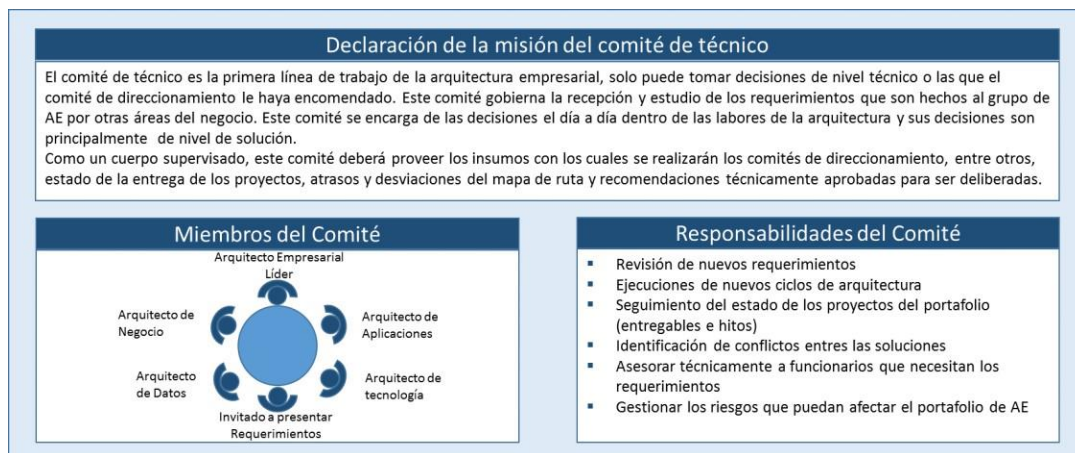 Declaración de la misión del comité de técnico
El comité de técnico es la primera línea de trabajo de la arquitectura empresarial, solo puede tomar decisiones de nivel técnico o las que el
comité de direccionamiento le haya encomendado. Este comité gobierna la recepción y estudio de los requerimientos que son hechos al grupo de
AE por otras áreas del negocio. Este comité se encarga de las decisiones el día a día dentro de las labores de la arquitectura y sus decisiones son
principalmente de nivel de solución.
Como un cuerpo supervisado, este comité deberá proveer los insumos con los cuales se realizarán los comités de direccionamiento, entre otros,
estado de la entrega de los proyectos, atrasos y desviaciones del mapa de ruta y recomendaciones técnicamente aprobadas para ser deliberadas.
Miembros del Comité
Arquitecto Empresarial
Líder
Arquitecto de
Negocio
Arquitecto de
Aplicaciones
Arquitecto
de Datos
Arquitecto de
tecnología
Invitado a presentar
Requerimientos
Responsabilidades del Comité
▪ Revisión de nuevos requerimientos
▪ Ejecuciones de nuevos ciclos de arquitectura
▪ Seguimiento del estado de los proyectos del portafolio
(entregables e hitos)
▪ Identificación de conflictos entres las soluciones
▪ Asesorar técnicamente a funcionarios que necesitan los
requerimientos
▪ Gestionar los riesgos que puedan afectar el portafolio de AE